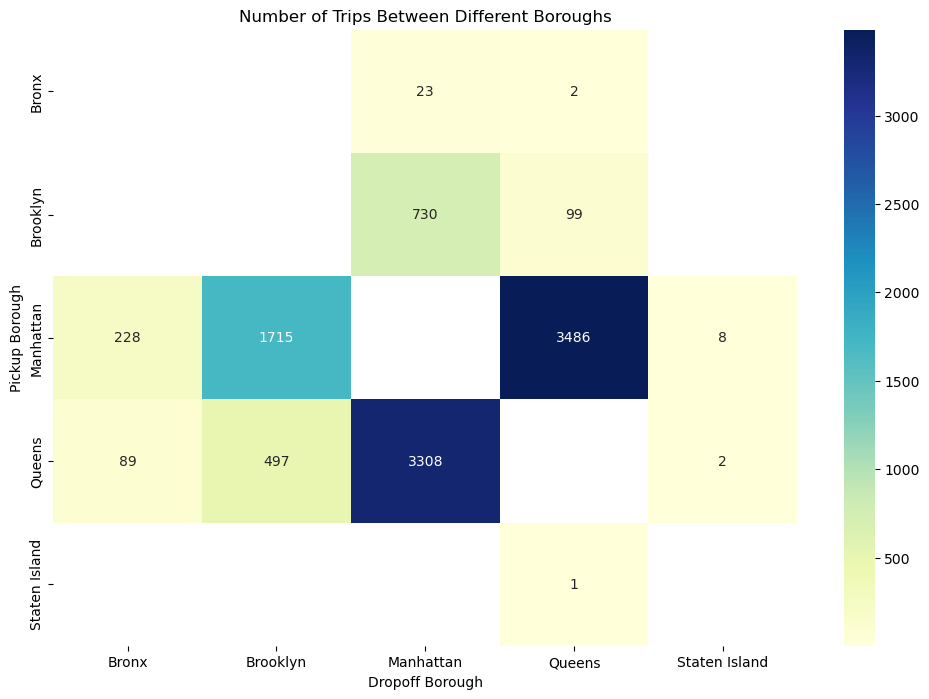 Number of Trips Between Different Boroughs
Pickup Borough
Bronx
23
2
Brooklyn
730
99
Manhattan
228
1715
3486
8
Queens
89
497
3308
2
Staten Island
1
Bronx
Brooklyn
Manhattan
Queens
Staten Island
Dropoff Borough
3000
2500
2000
1500
1000
500